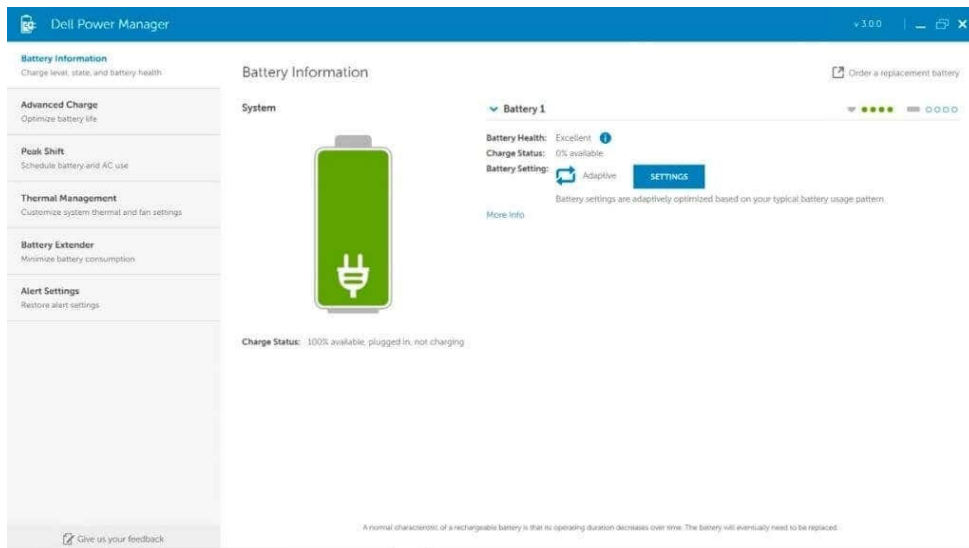 Dell Power Manager
v 3.0.0
Battery Information
Charge level, state, and battery health
Advanced Charge
Optimize battery life
Peak Shift
Schedule battery and AC use
Thermal Management
Customize system thermal and fan settings
Battery Extender
Minimize battery consumption
Alert Settings
Restore alert settings
Give us your feedback
Battery Information
Order a replacement battery
System
Charge Status: 100% available, plugged in, not charging
Battery 1
Battery Health: Excellent
Charge Status: 0% available
Battery Setting: Adaptive SETTINGS
Battery settings are adaptively optimized based on your typical battery usage pattern
More Info
A normal characteristic of a rechargeable battery is that its operating duration decreases over time. The battery will eventually need to be replaced.